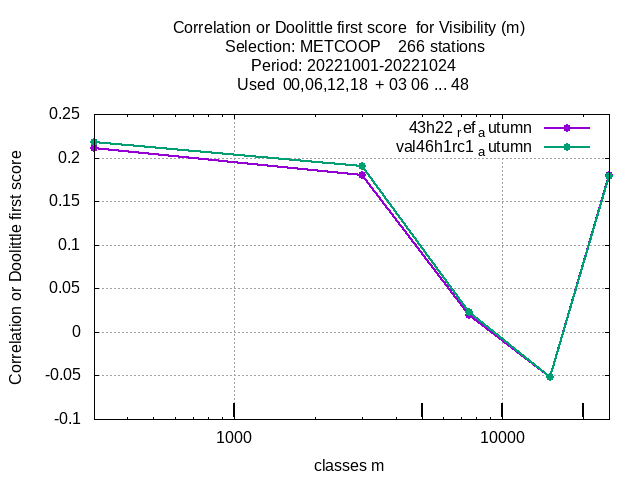 Correlation or Doolittle first score  for Visibility (m)
Selection: METCOOP    266 stations
Period: 20221001-20221024
Used  00,06,12,18  + 03 06 ... 48
43h22 ref a utumn
val46h1rc1 a utumn
0.25
0.2
0.15
0.1
0.05
0
-0.05
-0.1
Correlation or Doolittle first score
1000
10000
classes m